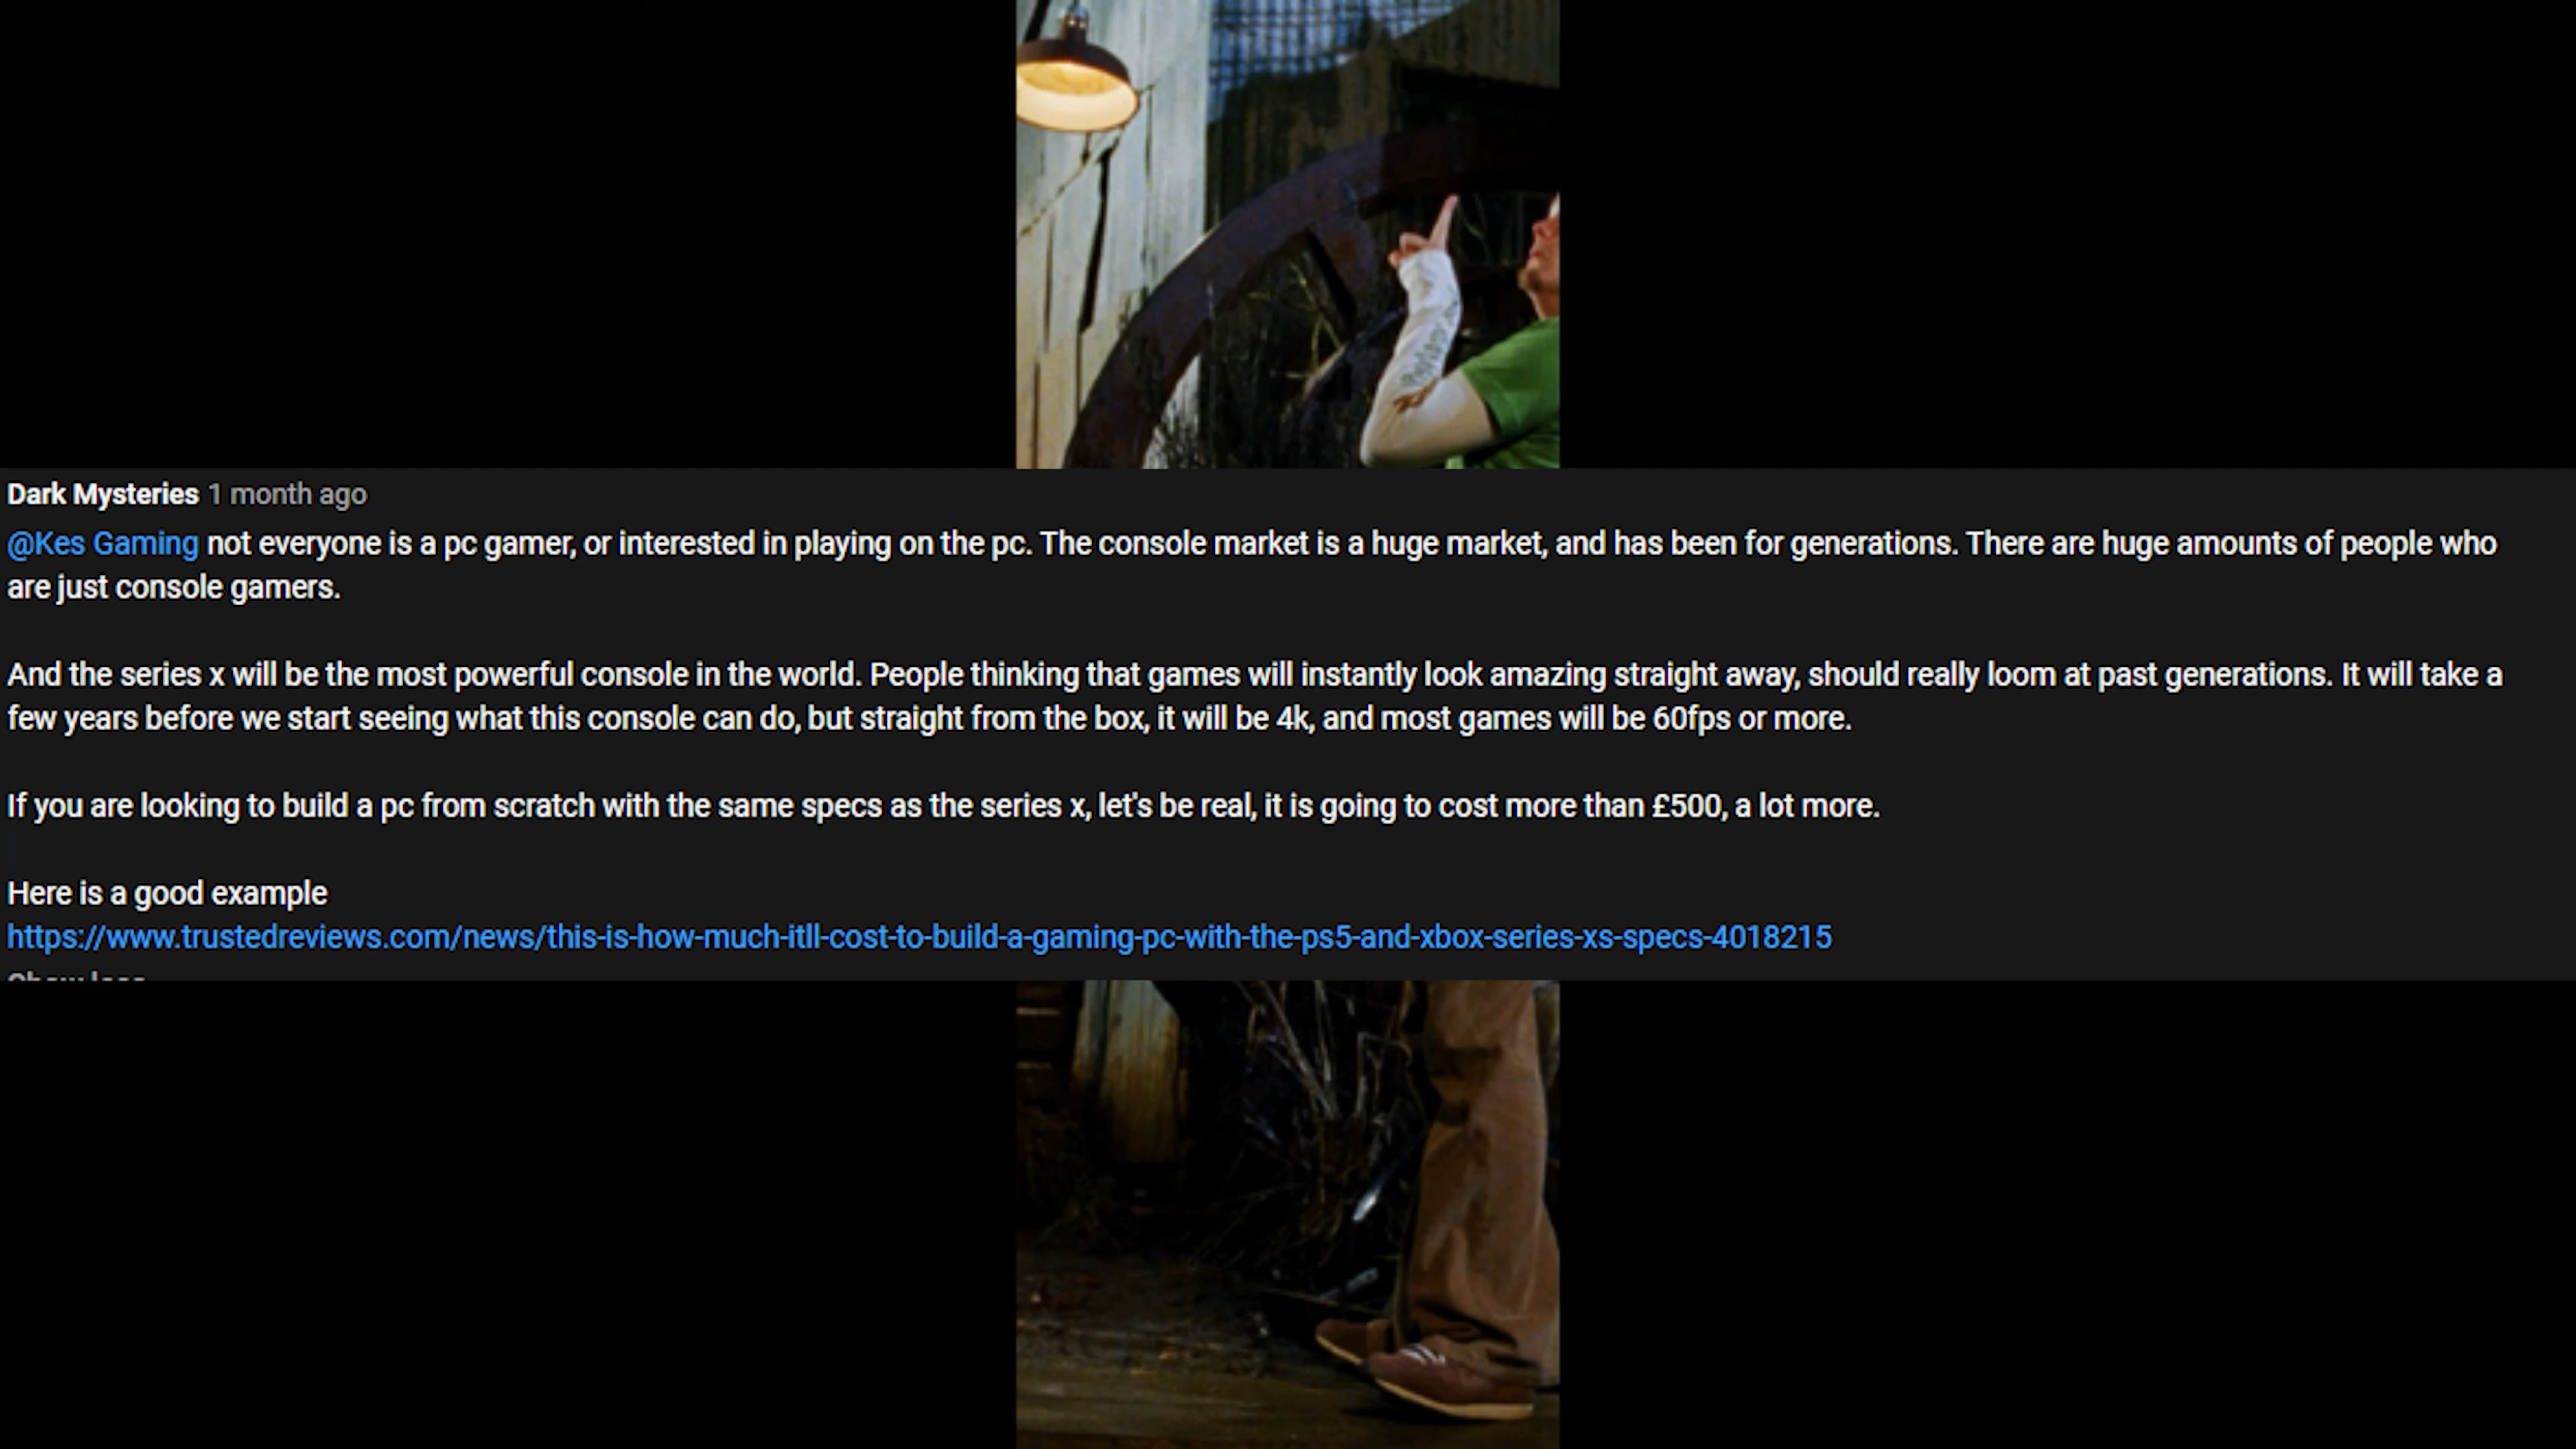 Dark Mysteries 1 month ago
@Kes Gaming not everyone is a pc gamer, or interested in playing on the pc. The console market is a huge market, and has been for generations. There are huge amounts of people who
are just console gamers.
And the series x will be the most powerful console in the world. People thinking that games will instantly look amazing straight away, should really loom at past generations. It will take a
few years before we start seeing what this console can do, but straight from the box, it will be 4k, and most games will be 60fps or more.
If you are looking to build a pc from scratch with the same specs as the series x, let's be real, it is going to cost more than £500, a lot more.
Here is a good example
https://www.trustedreviews.com/news/this-is-how-much-itll-cost-to-build-a-gaming-pc-with-the-ps5-and-xbox-series-xs-specs-4018215
Show less